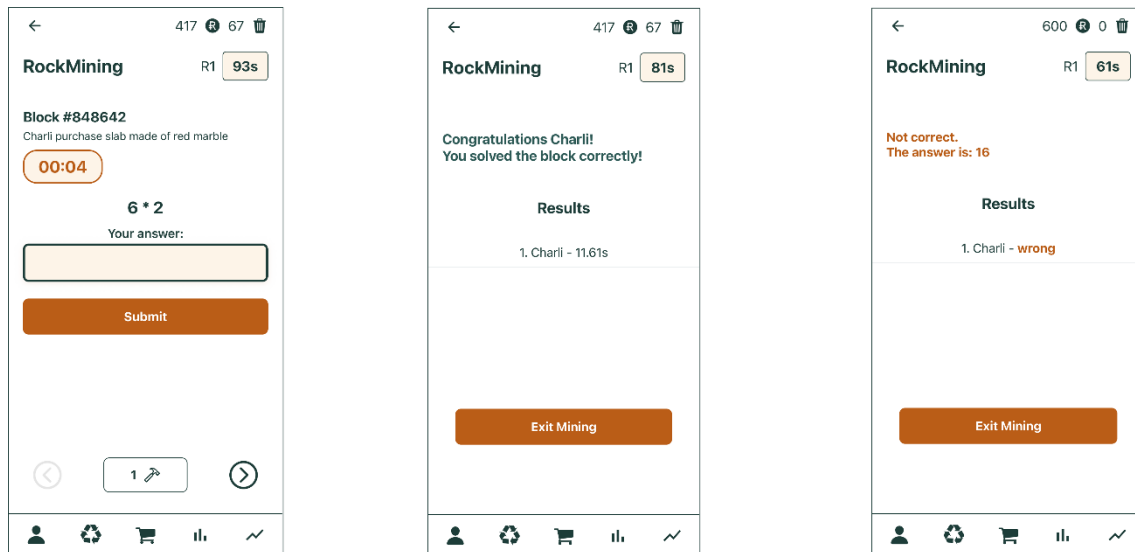 417 R 67
RockMining R1 93s
Block #848642
Charli purchase slab made of red marble
00:04
6 * 2
Your answer:
Submit
1
417 R 67
RockMining R1 81s
Congratulations Charli!
You solved the block correctly!
Results
1. Charli - 11.61s
Exit Mining
600 R 0
RockMining R1 61s
Not correct.
The answer is: 16
Results
1. Charli - wrong
Exit Mining